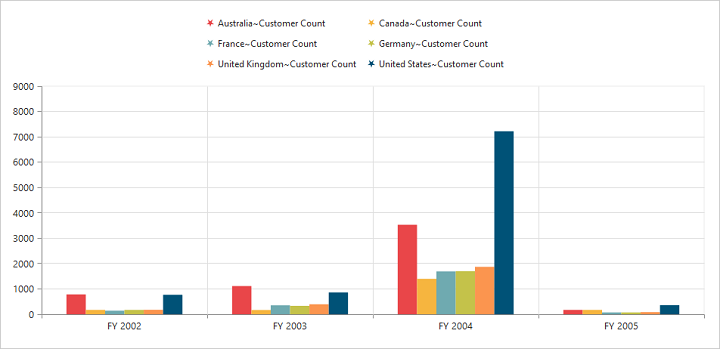 Australia~Customer Count Canada~Customer Count
France~Customer Count Germany~Customer Count
United Kingdom~Customer Count United States~Customer Count
9000
8000
7000
6000
5000
4000
3000
2000
1000
0
FY 2002 FY 2003 FY 2004 FY 2005